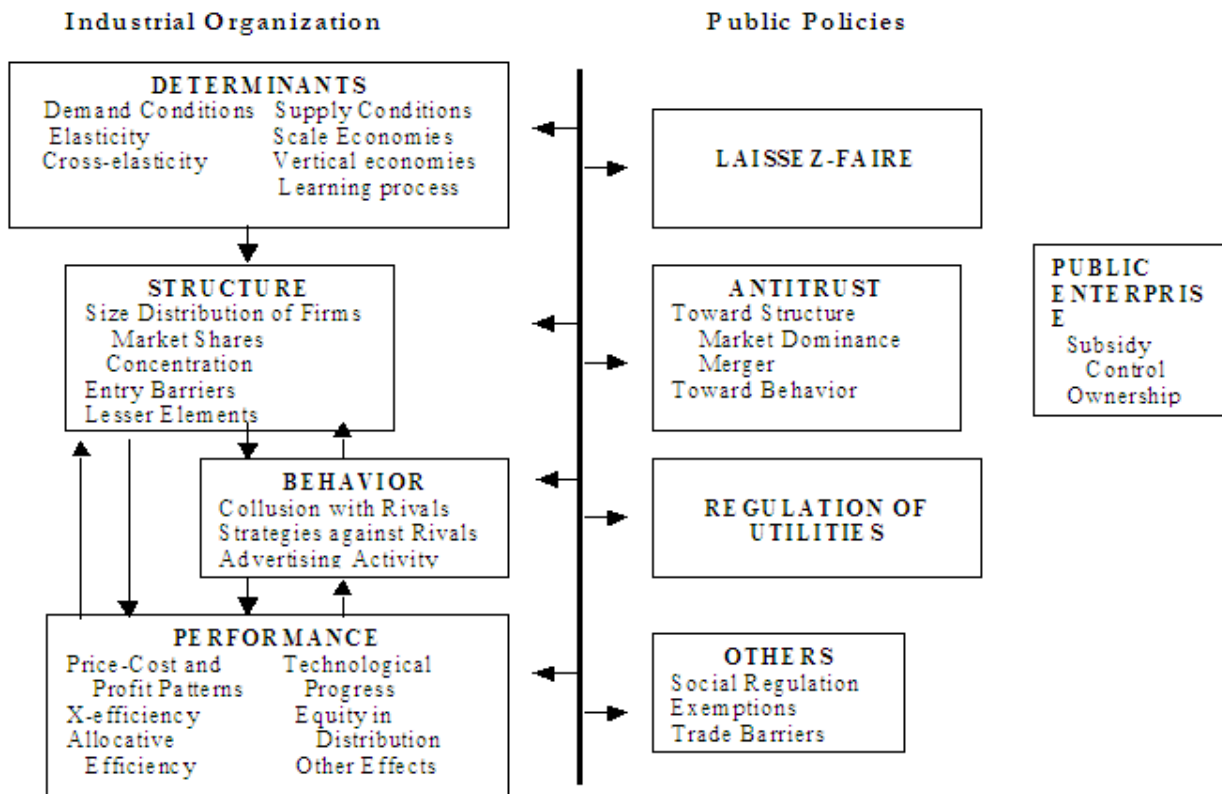 Industrial Organization
Public Policies
DETERMINANTS
Demand Conditions
Elasticity
Cross-elasticity
Supply Conditions
Scale Economies
Vertical economies
Learning process
STRUCTURE
Size Distribution of Firms
Market Shares
Concentration
Entry Barriers
Lesser Elements
BEHAVIOR
Collusion with Rivals
Strategies against Rivals
Advertising Activity
PERFORMANCE
Price-Cost and
Profit Patterns
X-efficiency
Allocative
Efficiency
Technological
Progress
Equity in
Distribution
Other Effects
LAISSEZ-FAIRE
ANTITRUST
Toward Structure
Market Dominance
Merger
Toward Behavior
REGULATION OF
UTILITIES
OTHERS
Social Regulation
Exemptions
Trade Barriers
PUBLIC
ENTERPRIS
E
Subsidy
Control
Ownership